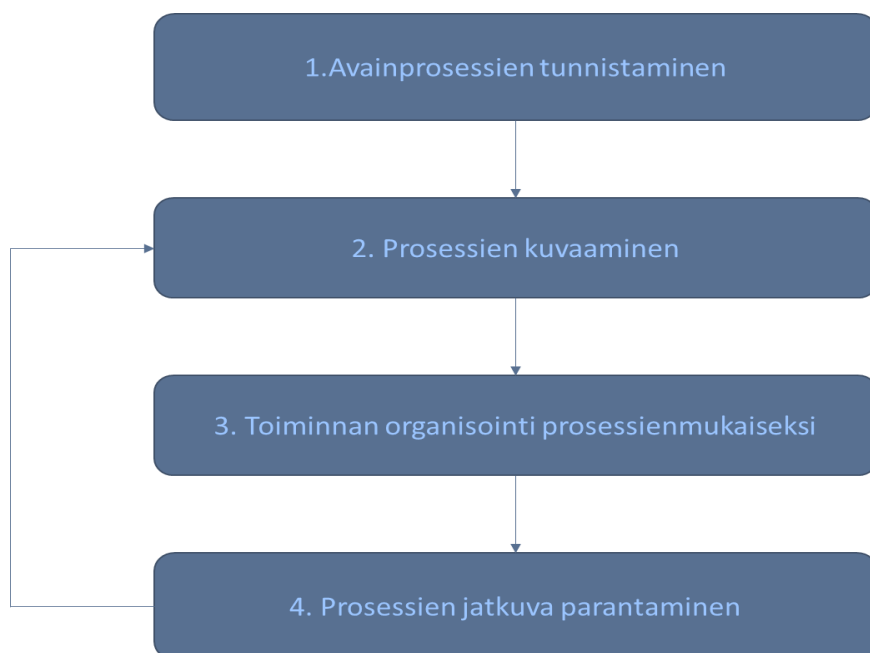 1.Avainprosessien tunnistaminen
2. Prosessien kuvaaminen
3. Toiminnan organisointi prosessienmukaiseksi
4. Prosessien jatkuva parantaminen